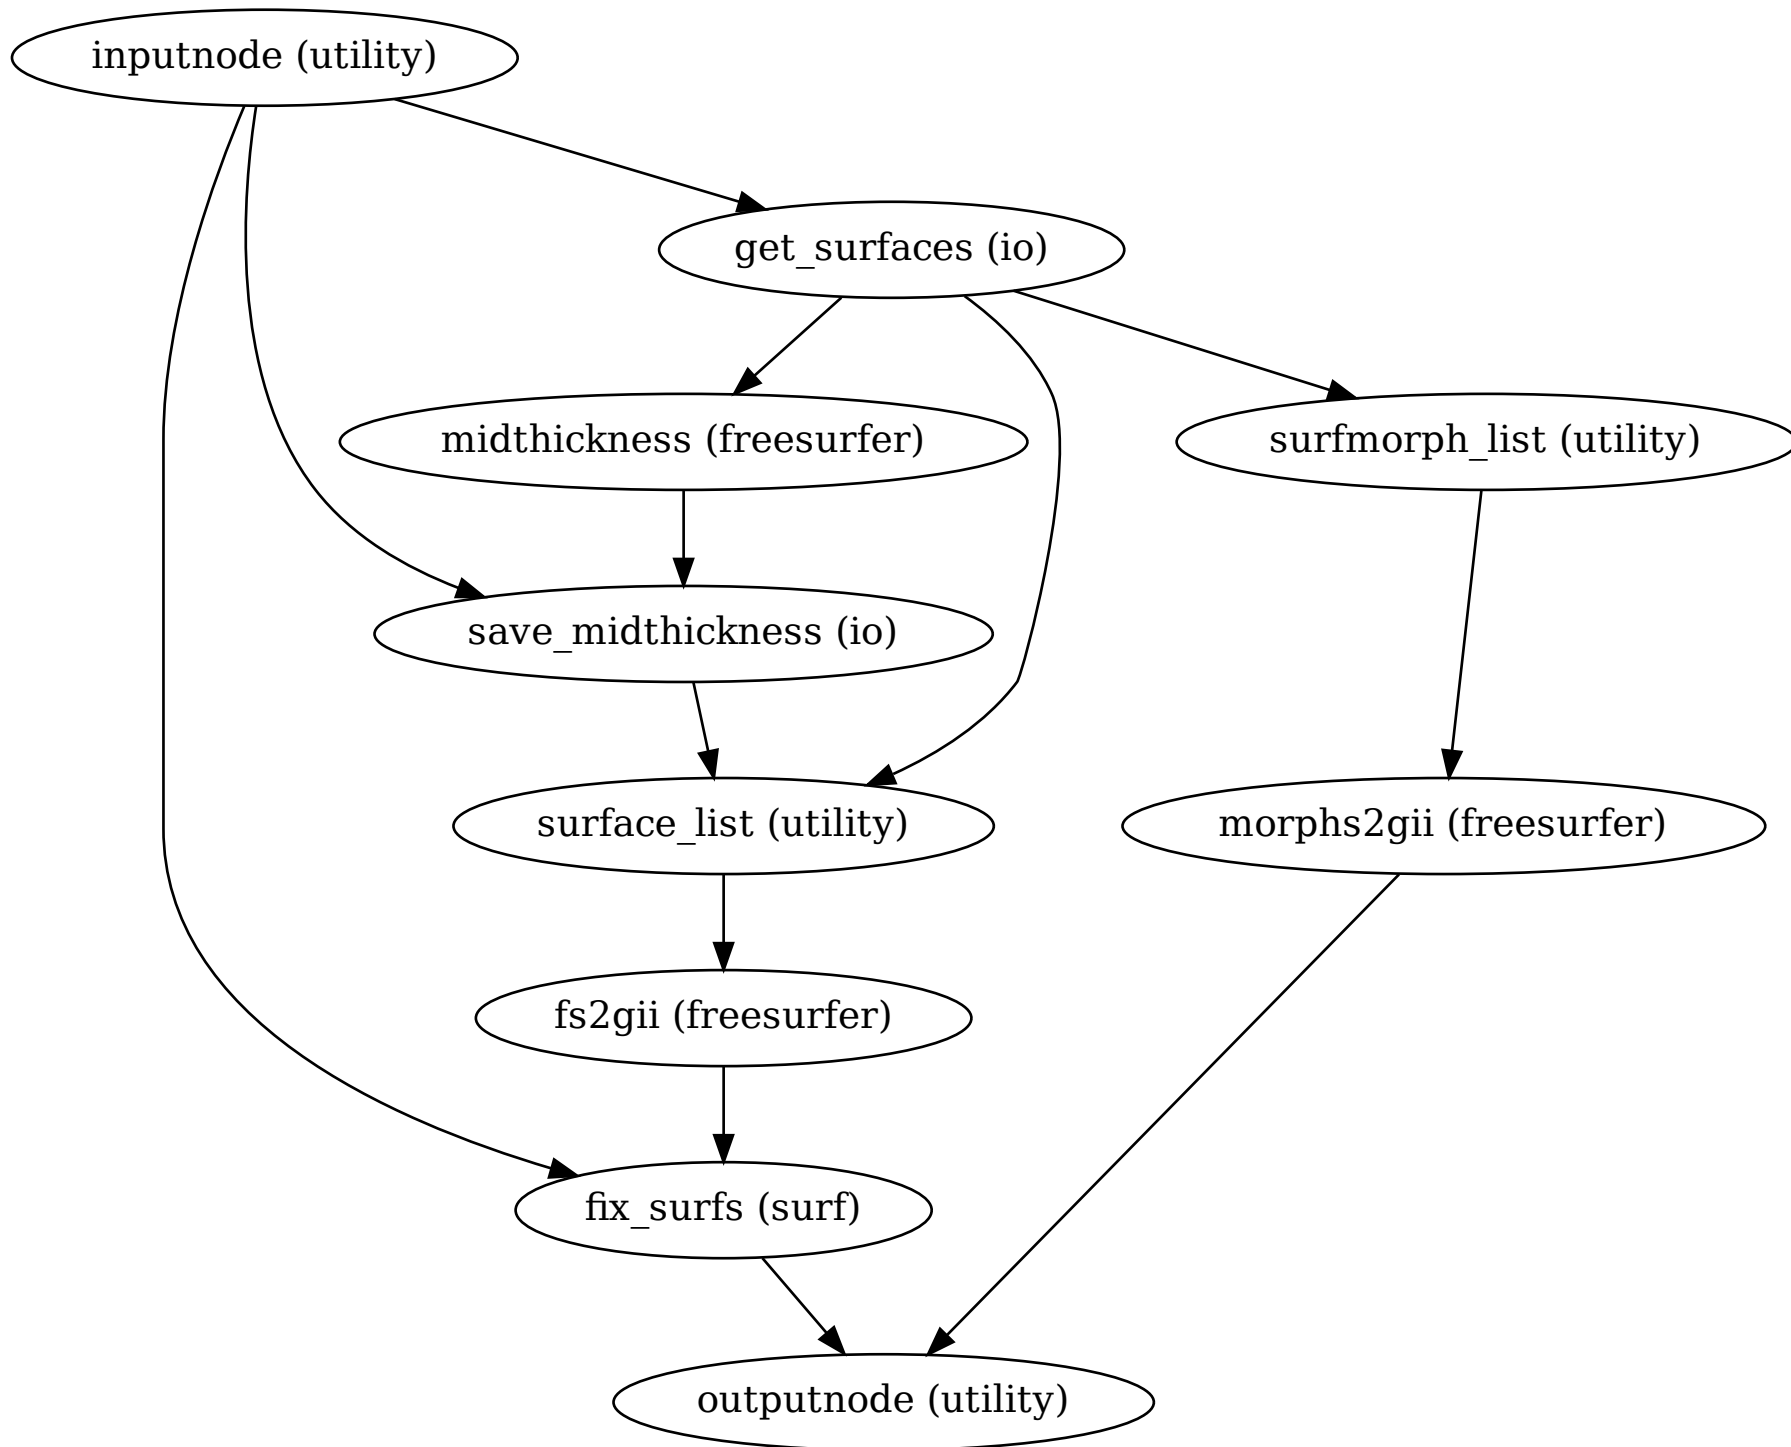 inputnode (utility)
get_surfaces (io)
midthickness (freesurfer)
surfmorph_list (utility)
save_midthickness (io)
surface_list (utility)
morphs2gii (freesurfer)
fs2gii (freesurfer)
fix_surfs (surf)
outputnode (utility)